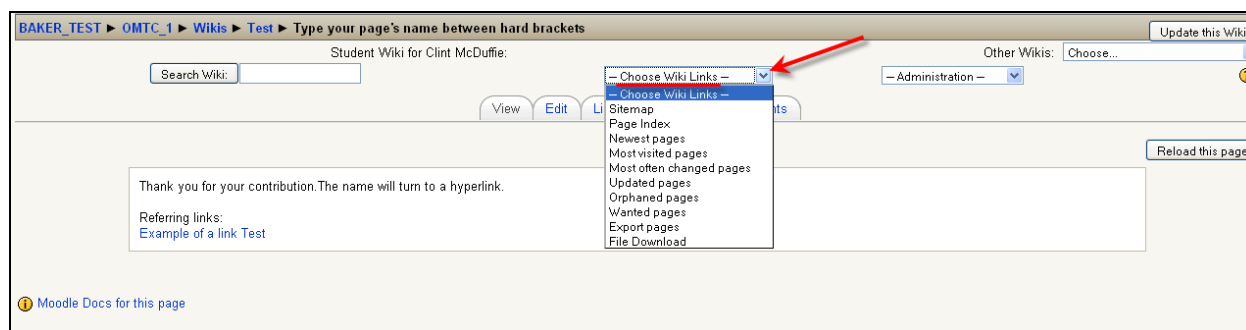 BAKER_TEST ► OMTC_1 ► Wikis ► Test ► Type your page's name between hard brackets
Update this Wiki
Student Wiki for Clint McDuffie:
Other Wikis: Choose...
Search Wiki:
-- Choose Wiki Links --
-- Administration --
-- Choose Wiki Links --
Sitemap
Page Index
Newest pages
Most visited pages
Most often changed pages
Updated pages
Orphaned pages
Wanted pages
Export pages
File Download
View Edit Li ts
Reload this page
Thank you for your contribution.The name will turn to a hyperlink.
Referring links:
Example of a link Test
Moodle Docs for this page